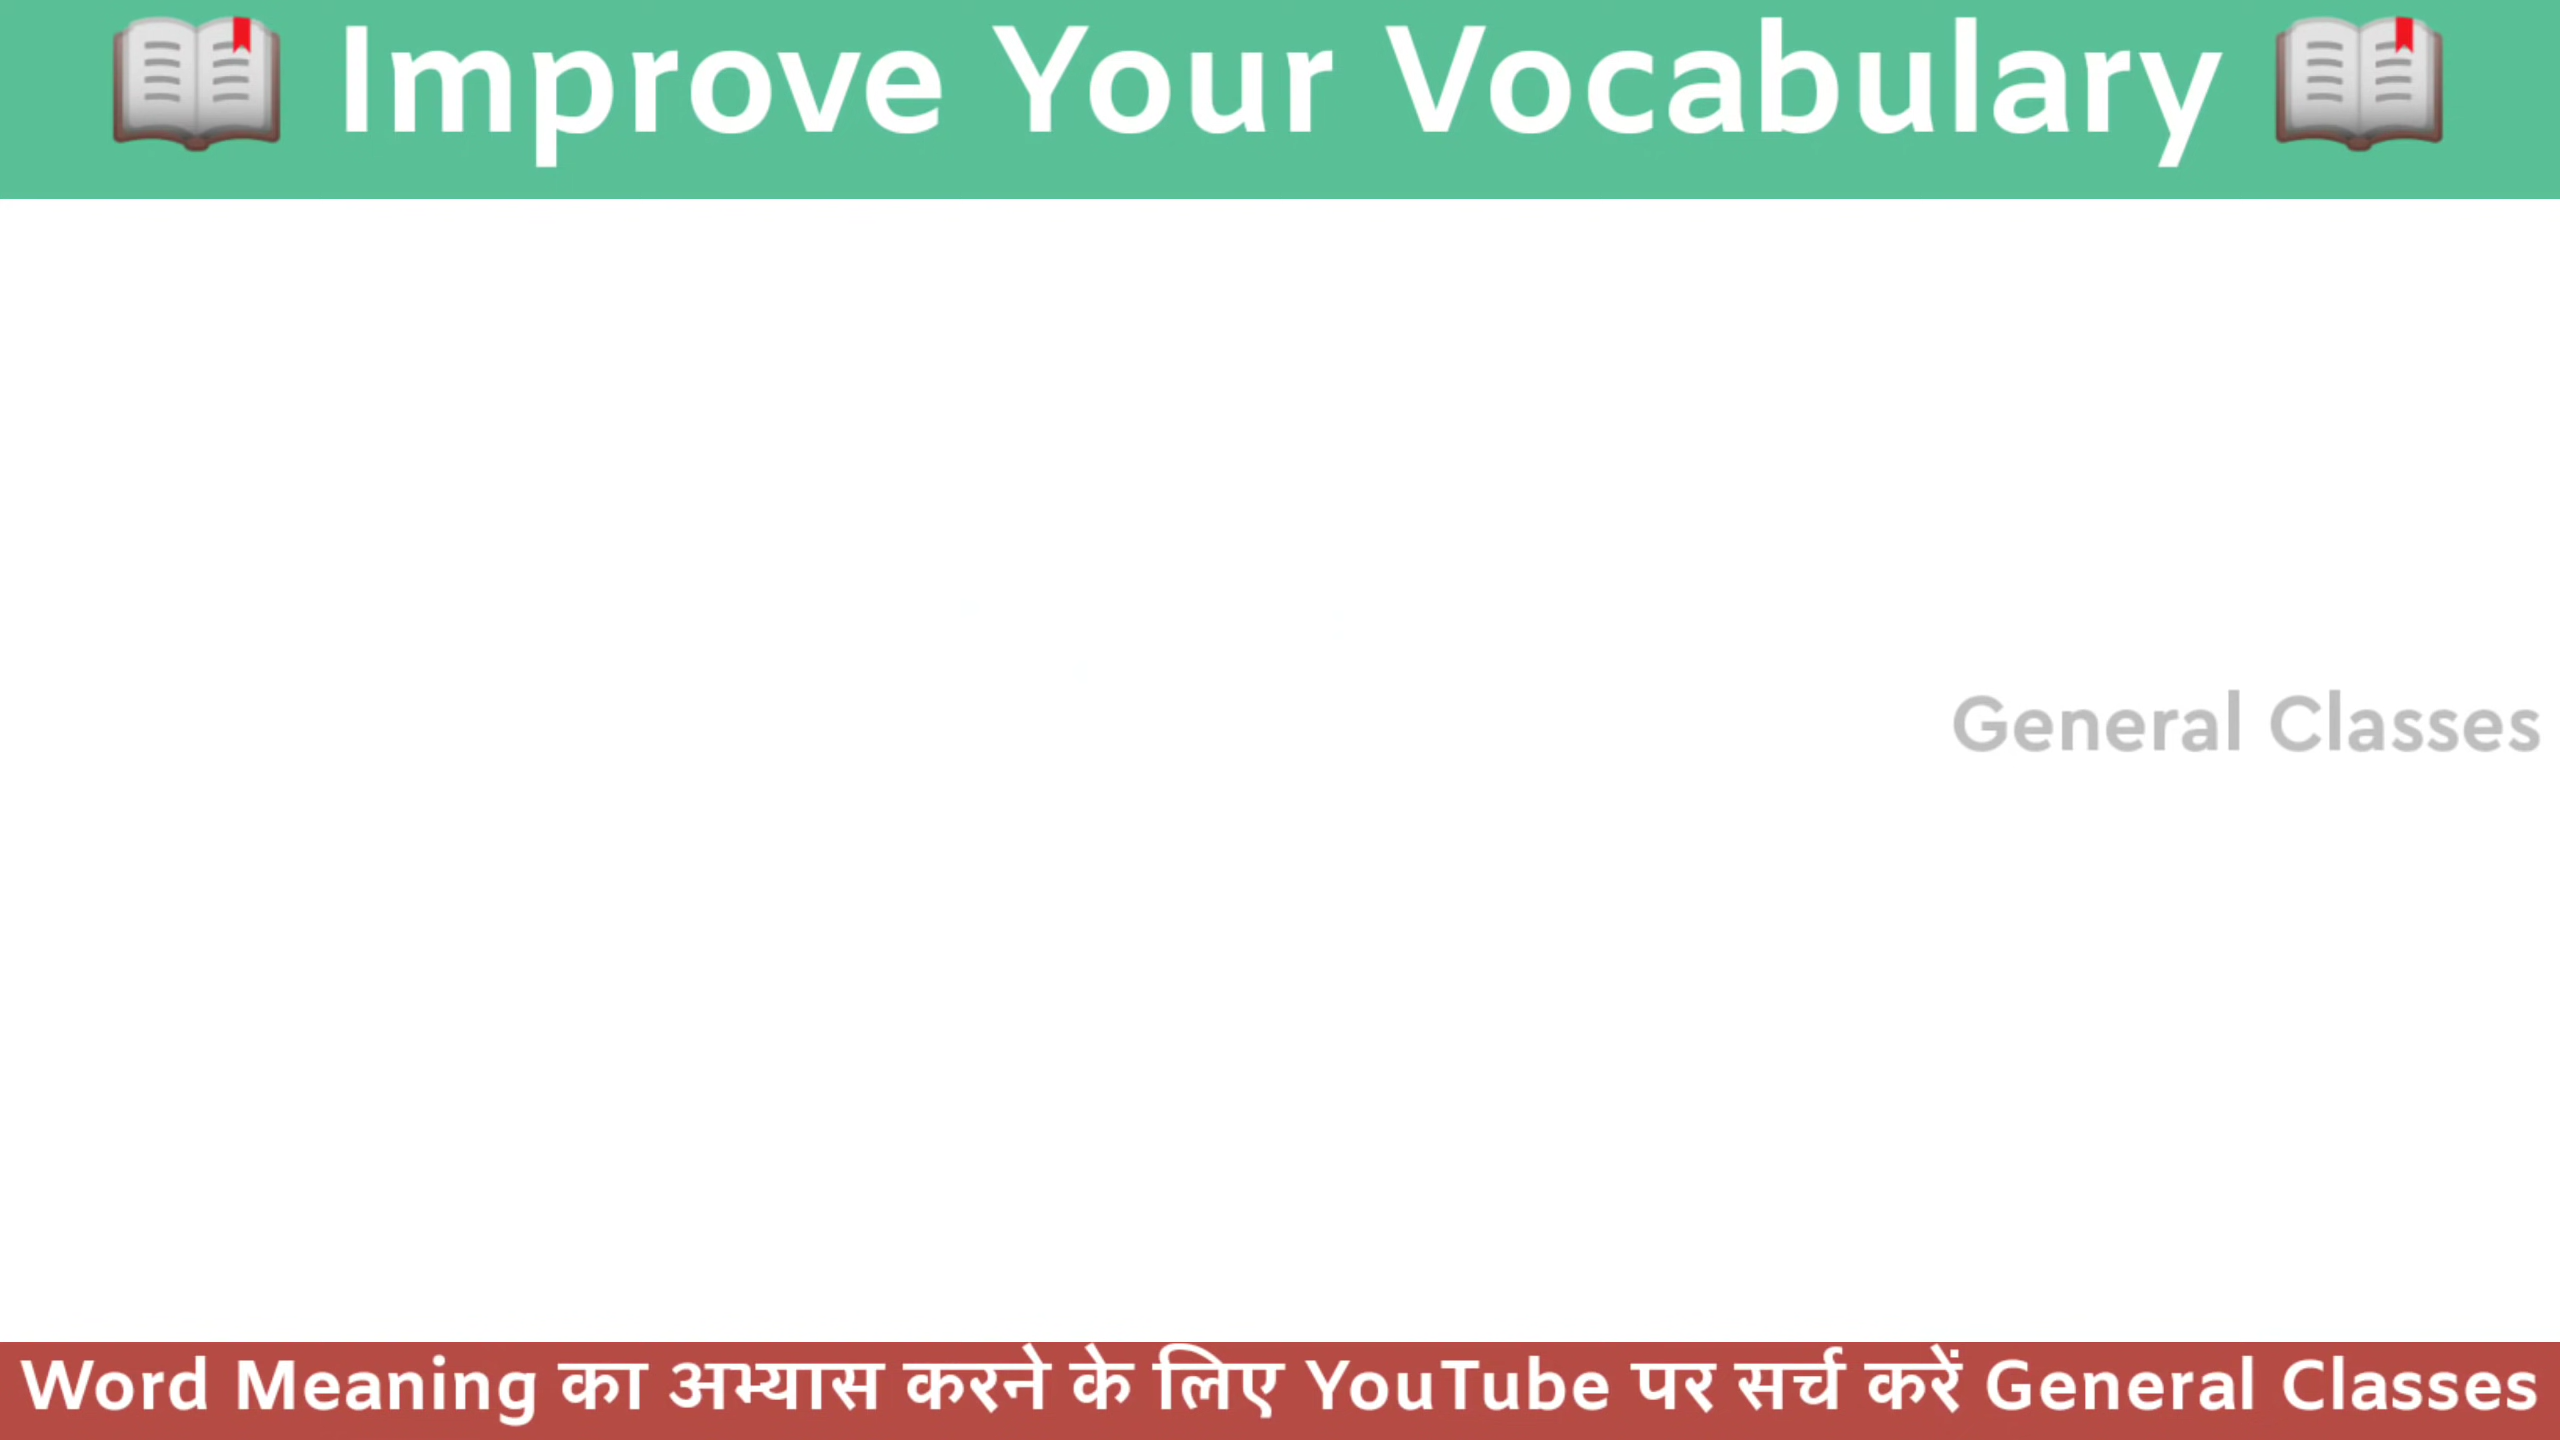 Improve Your Vocabulary
General Classes
Word Meaning का अभ्यास करने के लिए YouTube पर सर्च करें General Classes